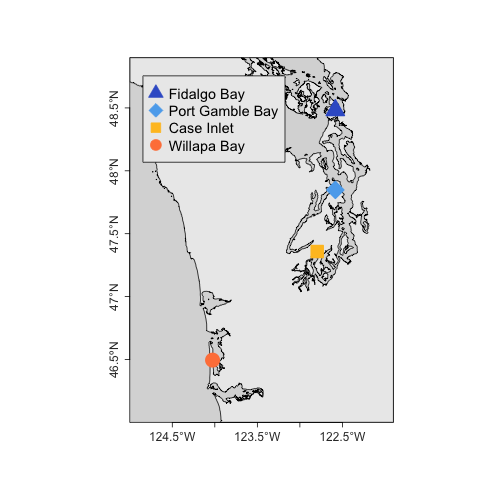 Fidalgo Bay
Port Gamble Bay
Case Inlet
Willapa Bay
48.5°N
48°N
47.5°N
47°N
46.5°N
124.5°W 123.5°W 122.5°W